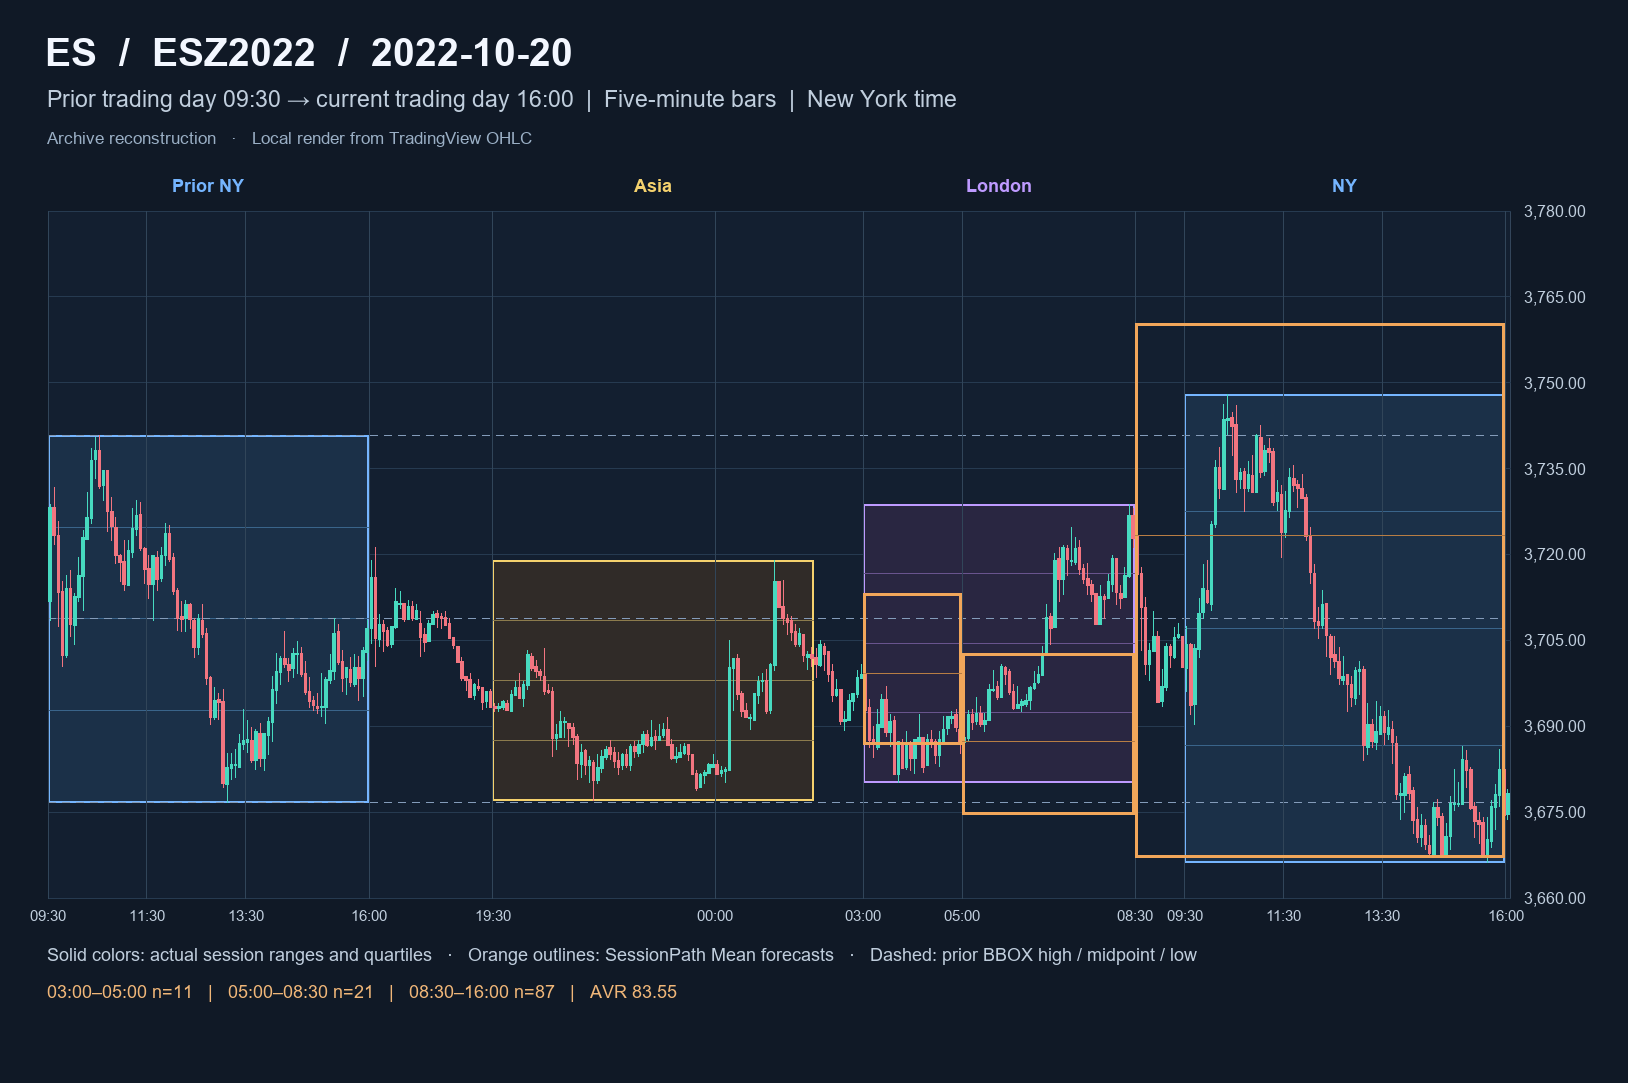 ES / ESZ2022 / 2022-10-20
Prior trading day 09:30 → current trading day 16:00 | Five-minute bars | New York time
Archive reconstruction · Local render from TradingView OHLC
Prior NY Asia London NY
3,780.00
3,765.00
3,750.00
3,735.00
3,720.00
3,705.00
3,690.00
3,675.00
3,660.00
09:30 11:30 13:30 16:00 19:30 00:00 03:00 05:00 08:30 09:30 11:30 13:30 16:00
Solid colors: actual session ranges and quartiles · Orange outlines: SessionPath Mean forecasts · Dashed: prior BBOX high / midpoint / low
03:00–05:00 n=11 | 05:00–08:30 n=21 | 08:30–16:00 n=87 | AVR 83.55